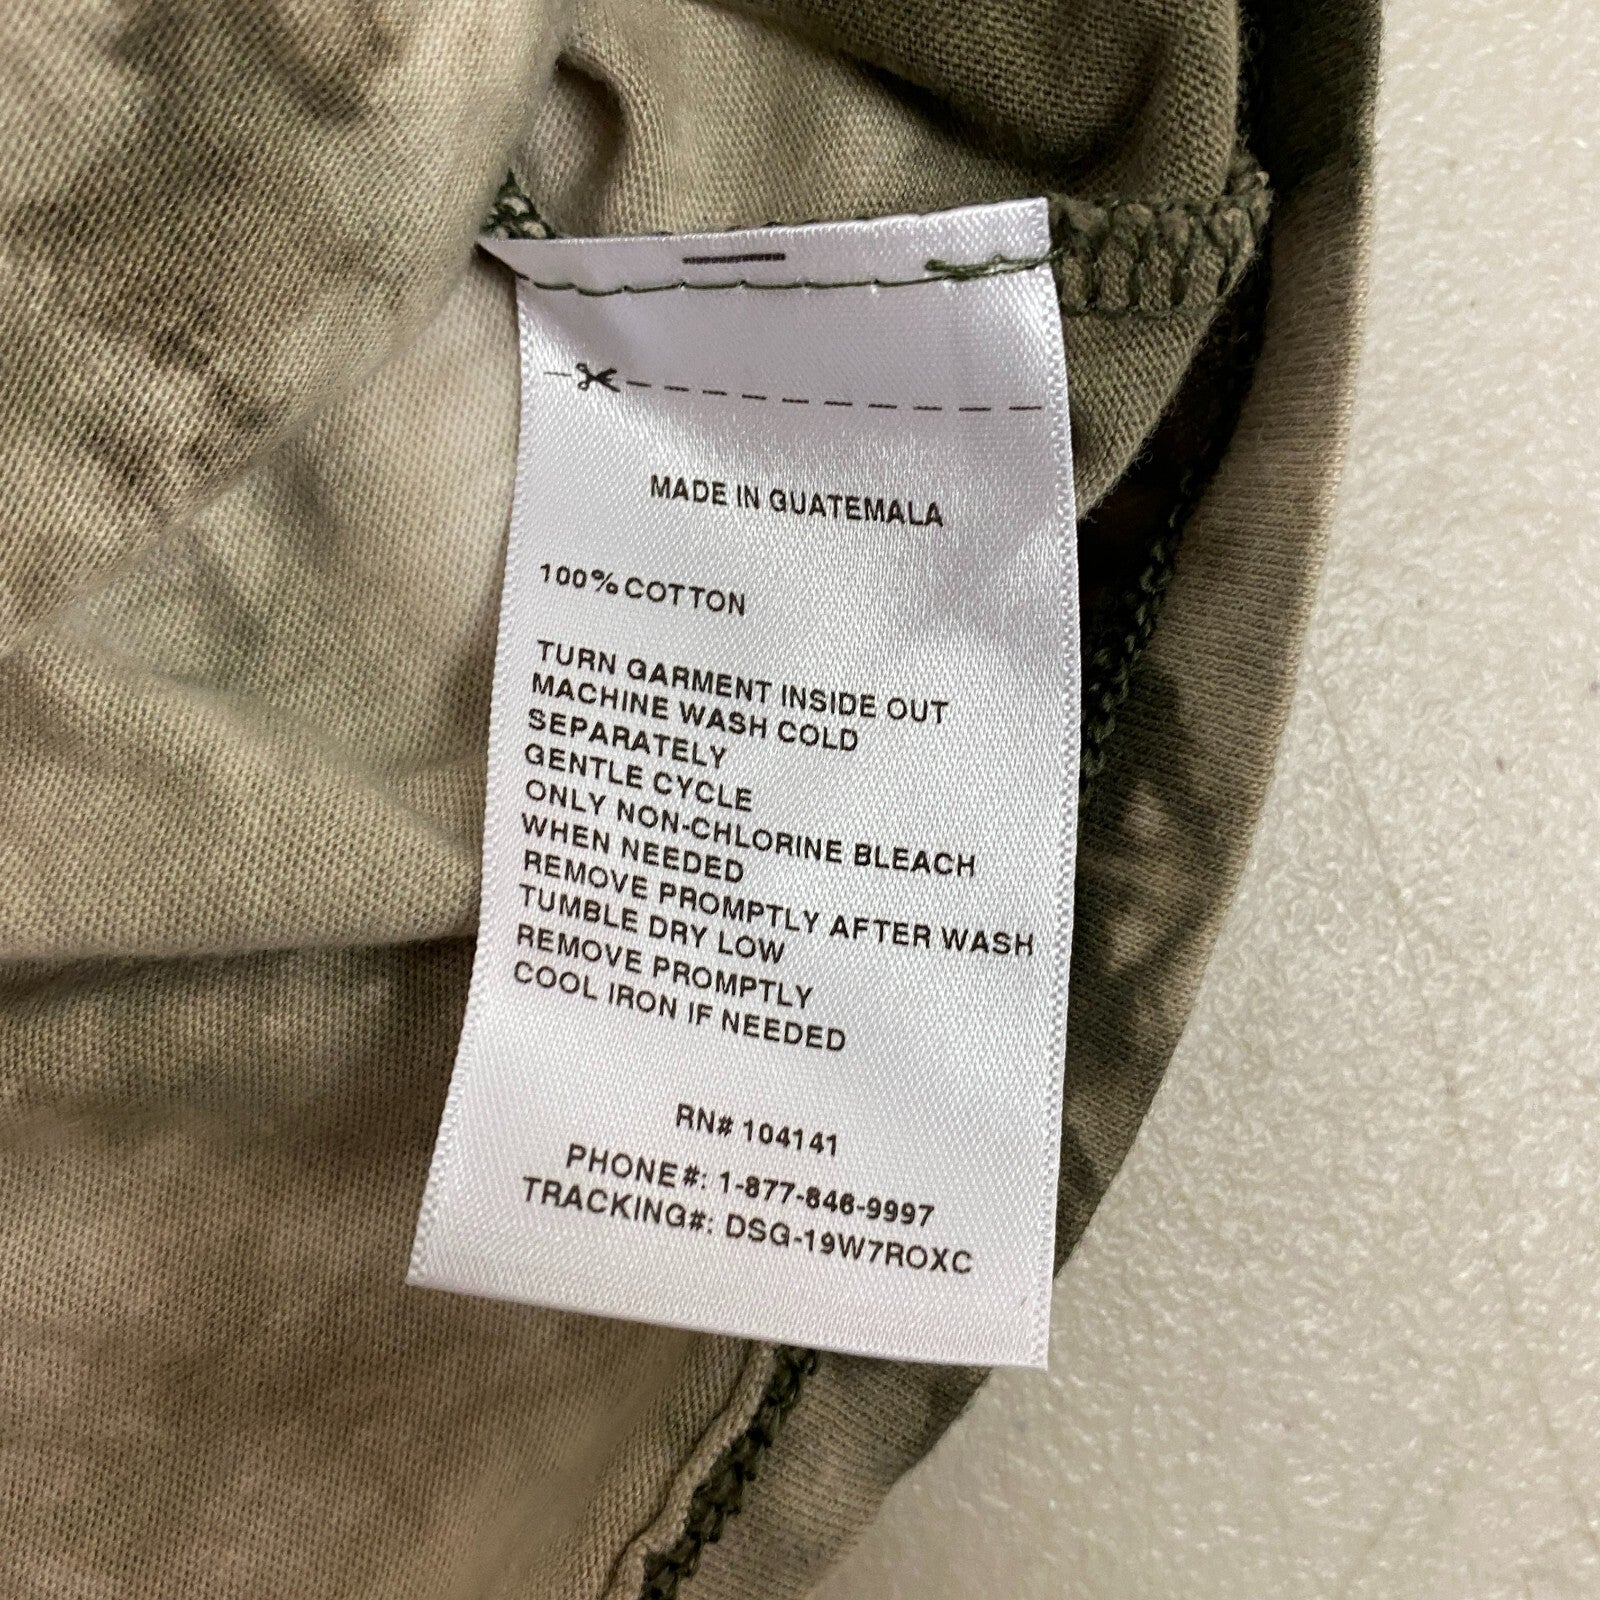 MADE IN GUATEMALA
100% COTTON
TURN GARMENT INSIDE OUT
MACHINE WASH COLD
SEPARATELY
GENTLE CYCLE
ONLY NON-CHLORINE BLEACH
WHEN NEEDED
REMOVE PROMPTLY AFTER WASH
TUMBLE DRY LOW
REMOVE PROMPTLY
COOL IRON IF NEEDED
RN# 104141
PHONE#: 1-877-846-9997
TRACKING#: DSG-19W7ROXC